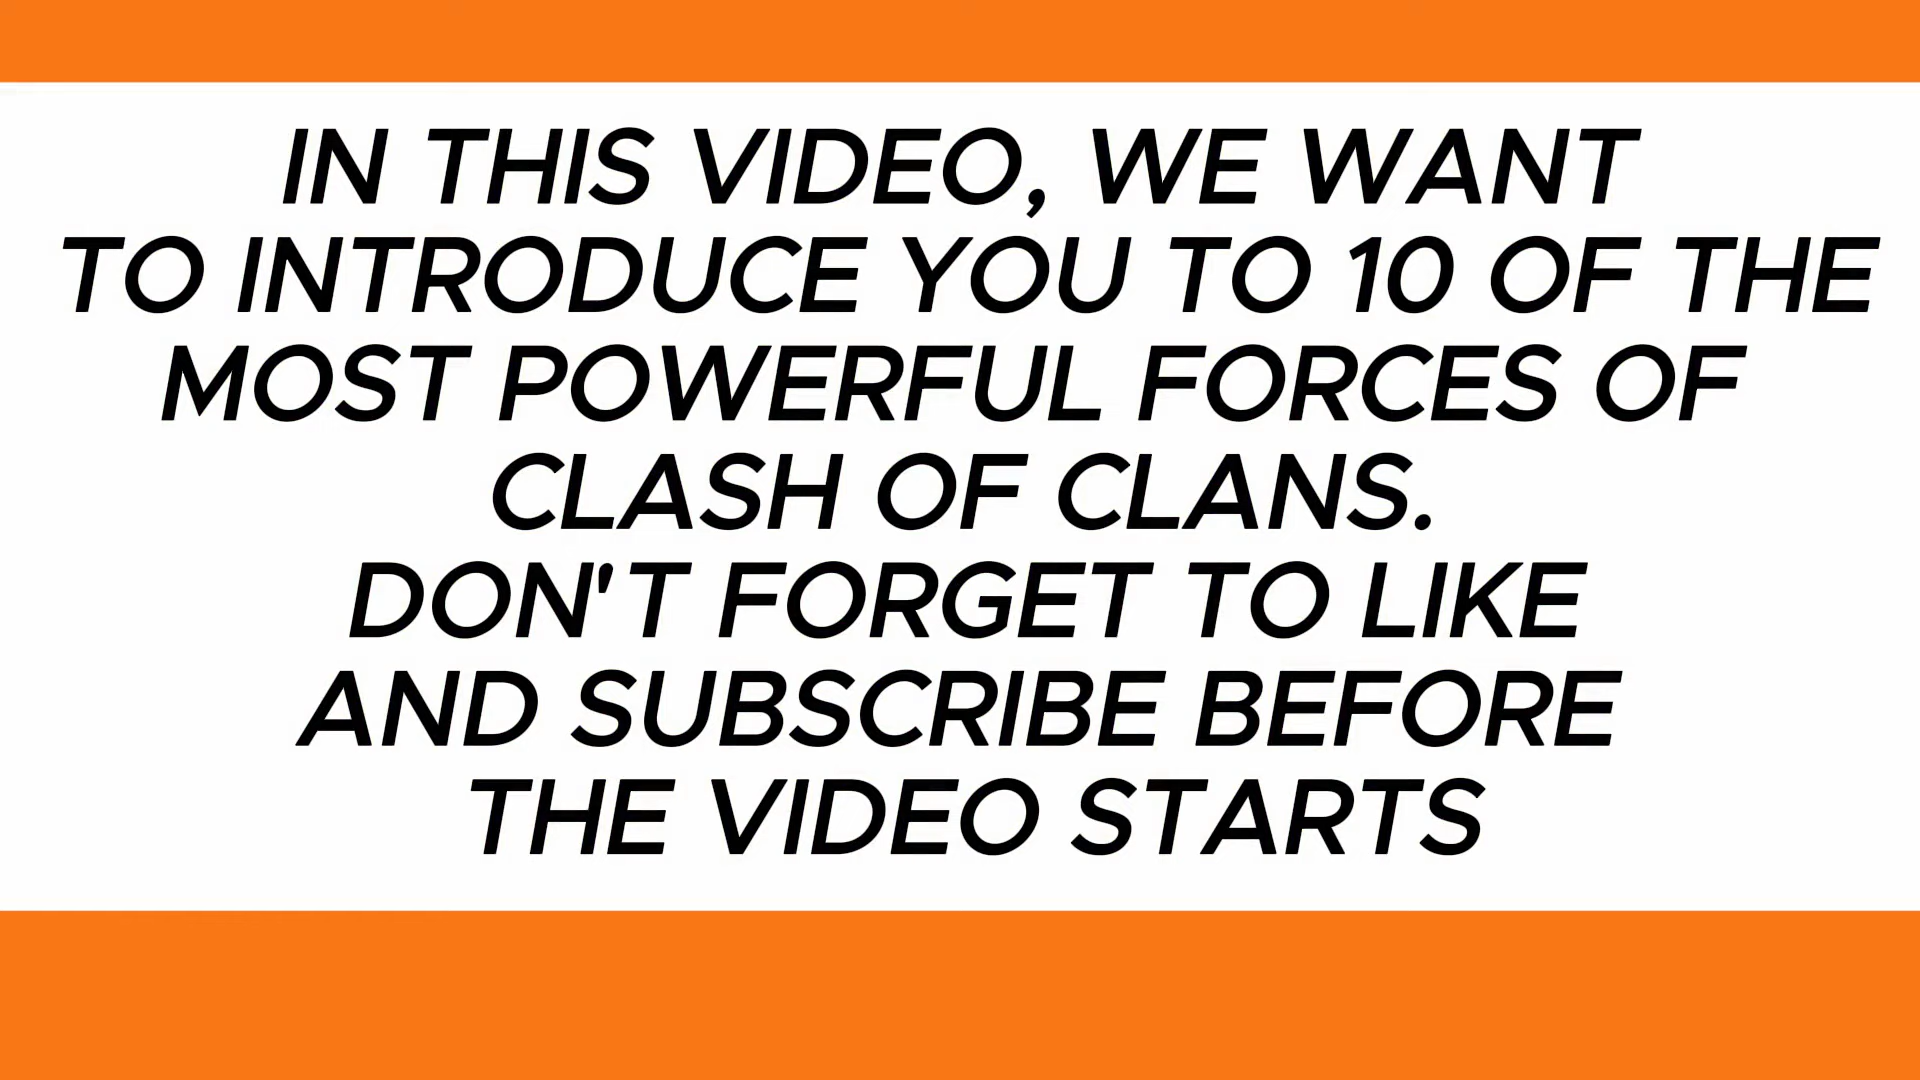 IN THIS VIDEO, WE WANT
TO INTRODUCE YOU TO 10 OF THE
MOST POWERFUL FORCES OF
CLASH OF CLANS.
DON'T FORGET TO LIKE
AND SUBSCRIBE BEFORE
THE VIDEO STARTS